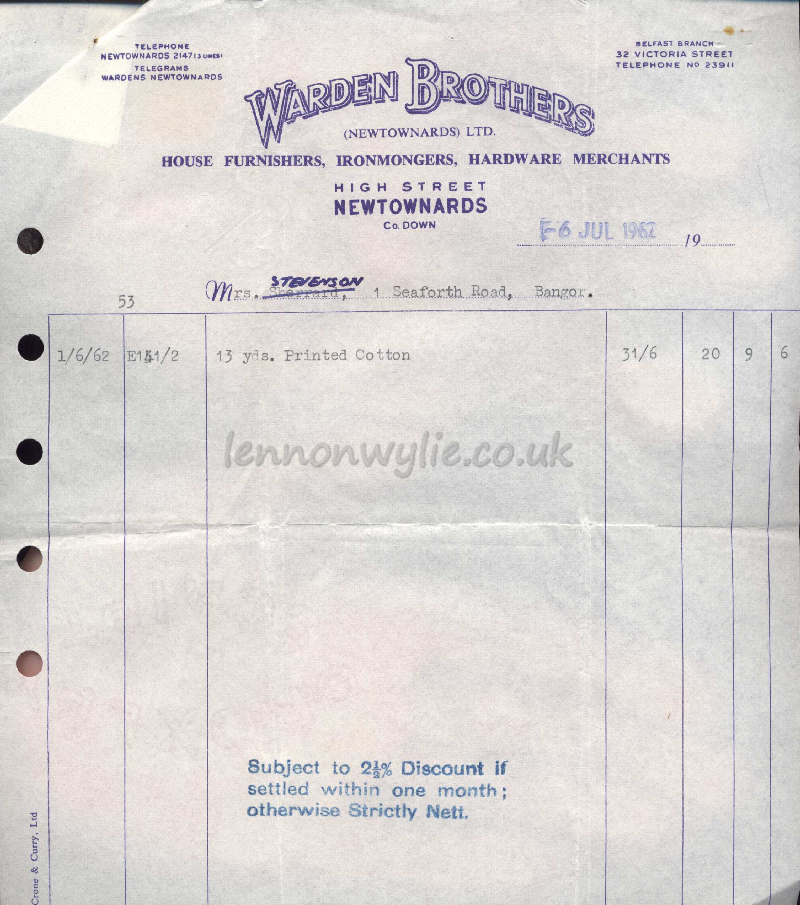 TELEPHONE
NEWTOWNARDS 2147 (3 LINES)
TELEGRAMS
WARDENS NEWTOWNARDS
BELFAST BRANCH
32 VICTORIA STREET
TELEPHONE No 23911
WARDEN BROTHERS
(NEWTOWNARDS) LTD.
HOUSE FURNISHERS, IRONMONGERS, HARDWARE MERCHANTS
HIGH STREET
NEWTOWNARDS
Co. DOWN
-6 JUL 1962 19
53 Mrs. Sherrard, STEVENSON 1 Seaforth Road, Bangor.
1/6/62 13 yds. Printed Cotton 31/6 20 9 6
lennonwylie.co.uk
Subject to 2½% Discount if
settled within one month;
otherwise Strictly Nett.
Crone & Curry, Ltd